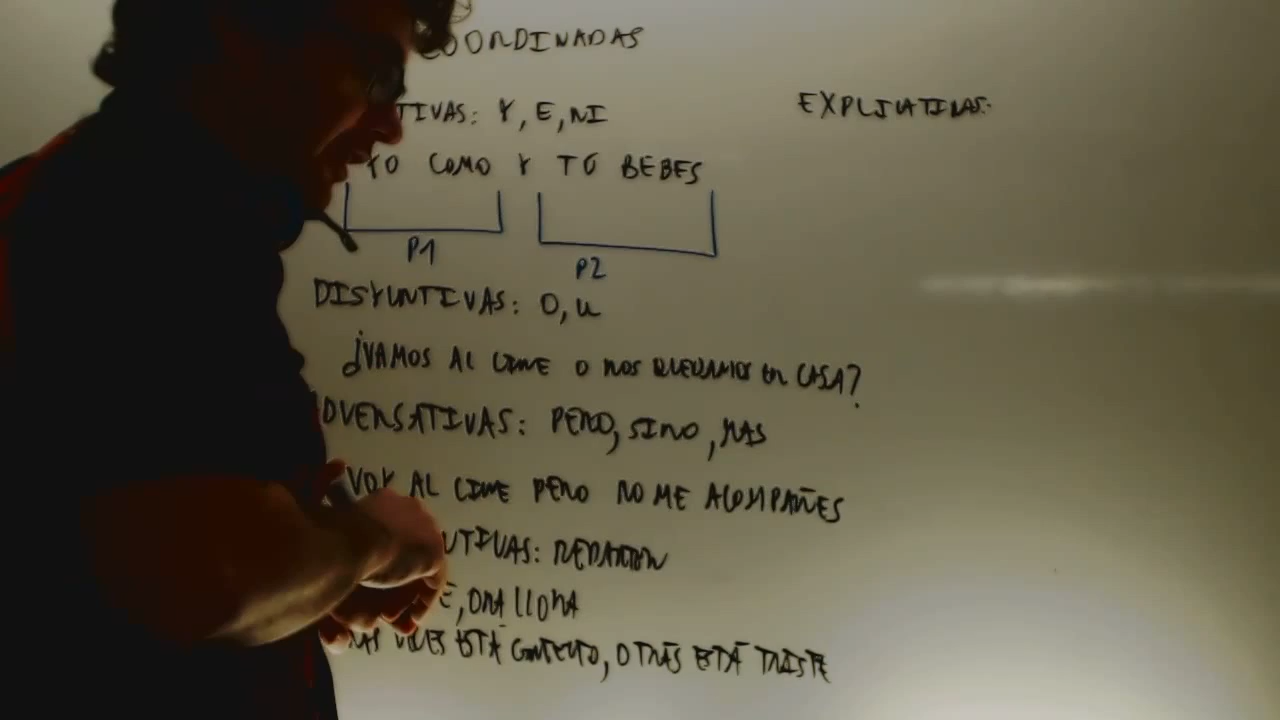 COORDINADAS
TIVAS: Y, E, NI
YO COMO Y TÚ BEBES
P1
P2
DISYUNTIVAS: O, U
¿VAMOS AL CINE O NOS QUEDAMOS EN CASA?
ADVERSATIVAS: PERO, SINO, MAS
VOY AL CINE PERO NO ME ACOMPAÑES
UTIVAS: REPARTEN
E, ORA LLORA
VECES ESTÁ CONTENTO, OTRAS ESTÁ TRISTE
EXPLICATIVAS: